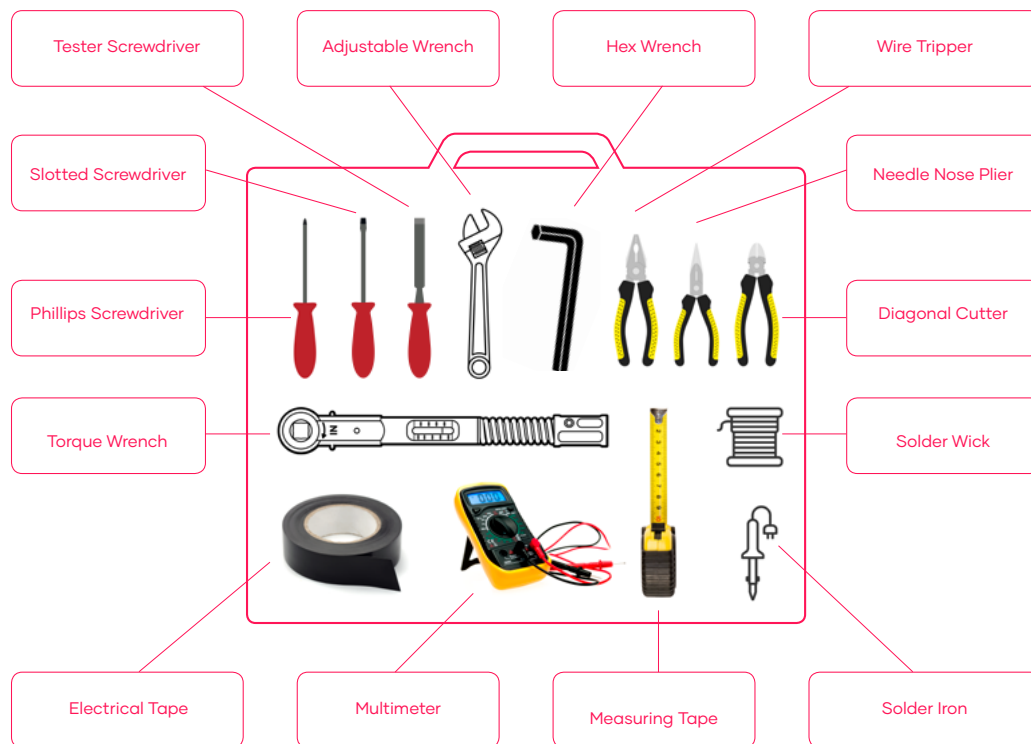 Tester Screwdriver
Adjustable Wrench
Hex Wrench
Wire Tripper
Slotted Screwdriver
Needle Nose Plier
Phillips Screwdriver
Diagonal Cutter
Torque Wrench
Solder Wick
IN
Electrical Tape
Multimeter
Measuring Tape
Solder Iron